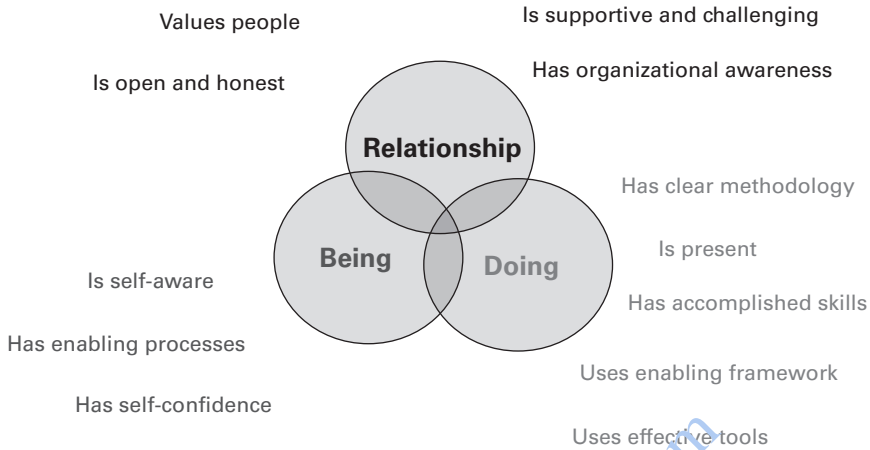 Values people
Is supportive and challenging
Is open and honest
Has organizational awareness
Relationship
Has clear methodology
Being
Doing
Is present
Is self-aware
Has accomplished skills
Has enabling processes
Uses enabling framework
Has self-confidence
Uses effective tools